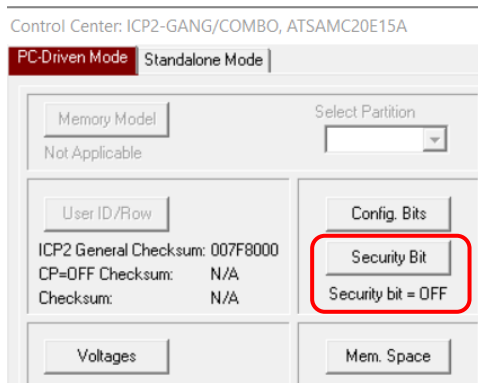 Control Center: ICP2-GANG/COMBO, ATSAMC20E15A
PC-Driven Mode Standalone Mode
Memory Model
Not Applicable
Select Partition
User ID/Row
ICP2 General Checksum: 007F8000
CP=OFF Checksum: N/A
Checksum: N/A
Config. Bits
Security Bit
Security bit = OFF
Voltages
Mem. Space